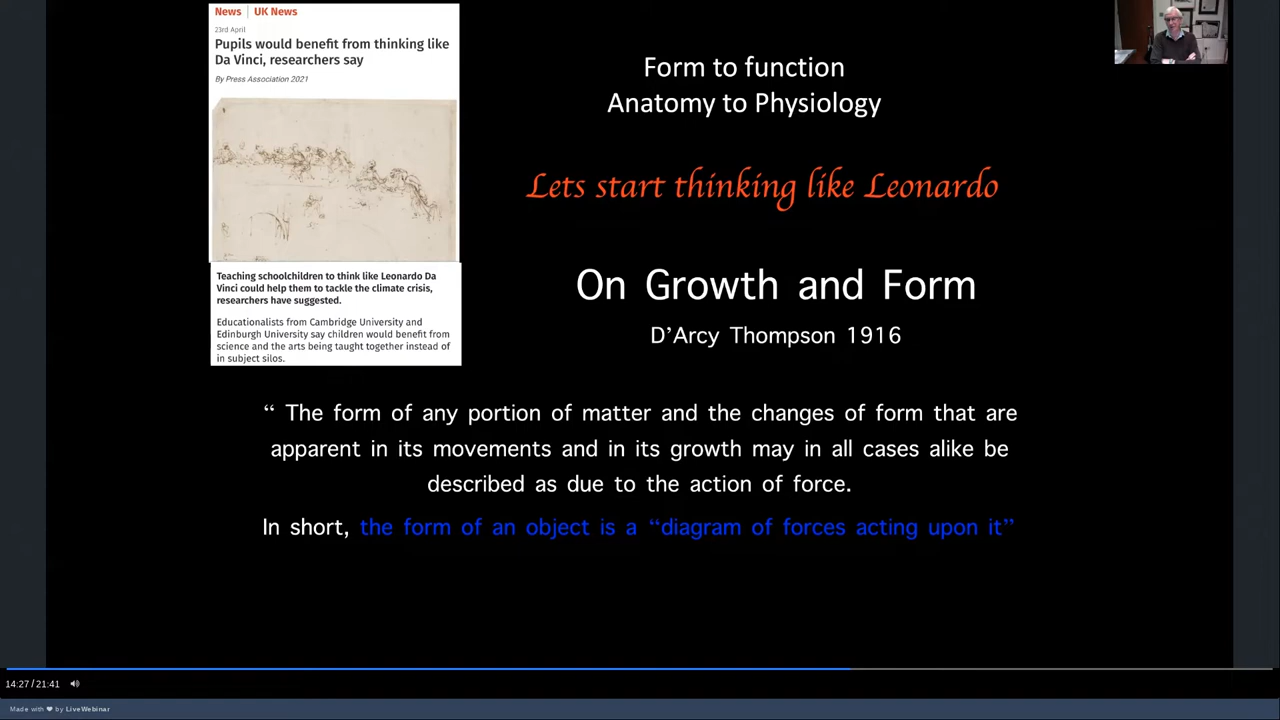 News | UK News
23rd April
Pupils would benefit from thinking like
Da Vinci, researchers say
By Press Association 2021
Teaching schoolchildren to think like Leonardo Da
Vinci could help them to tackle the climate crisis,
researchers have suggested.
Educationalists from Cambridge University and
Edinburgh University say children would benefit from
science and the arts being taught together instead of
in subject silos.
Form to function
Anatomy to Physiology
Lets start thinking like Leonardo
On Growth and Form
D’Arcy Thompson 1916
“ The form of any portion of matter and the changes of form that are
apparent in its movements and in its growth may in all cases alike be
described as due to the action of force.
In short, the form of an object is a “diagram of forces acting upon it”
14:27 / 21:41
Made with ❤ by LiveWebinar